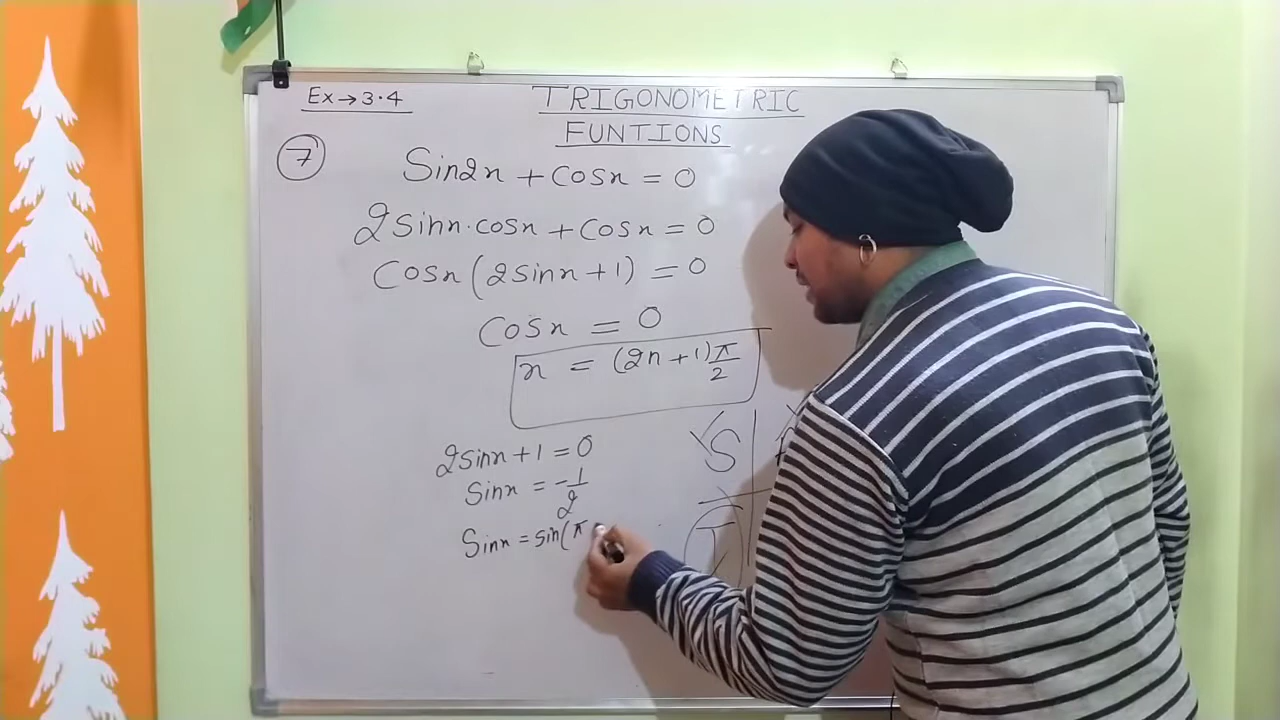 Ex→3.4
TRIGONOMETRIC
FUNTIONS
7
Sin2x + cosx = 0
2sinx·cosx + cosx = 0
Cosx(2sinx + 1) = 0
Cosx = 0
x = (2n + 1)π/2
2sinx + 1 = 0
Sinx = -1/2
Sinx = sin(π
S
T